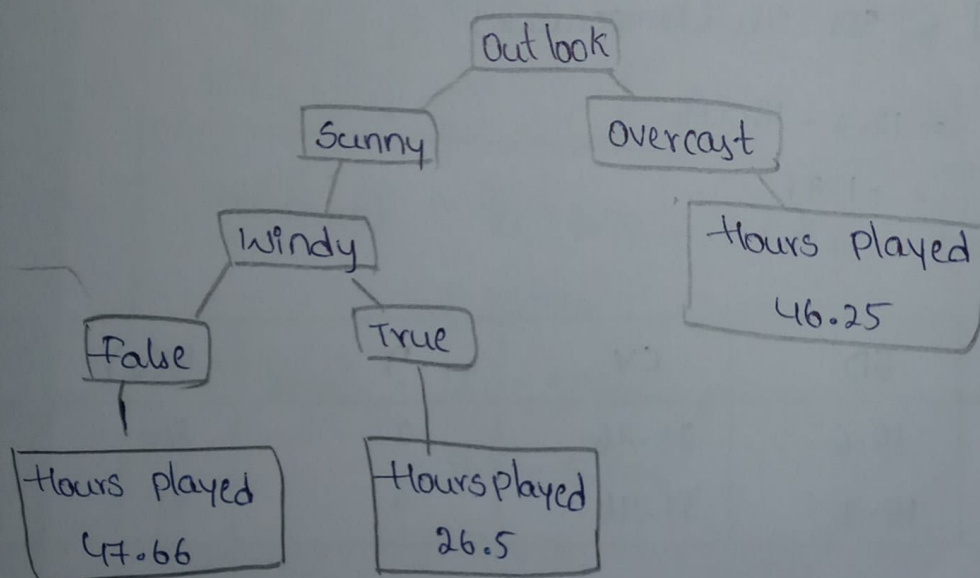 Outlook
Sunny
Overcast
Windy
Hours played
46.25
False
True
Hours played
47.66
Hours played
26.5